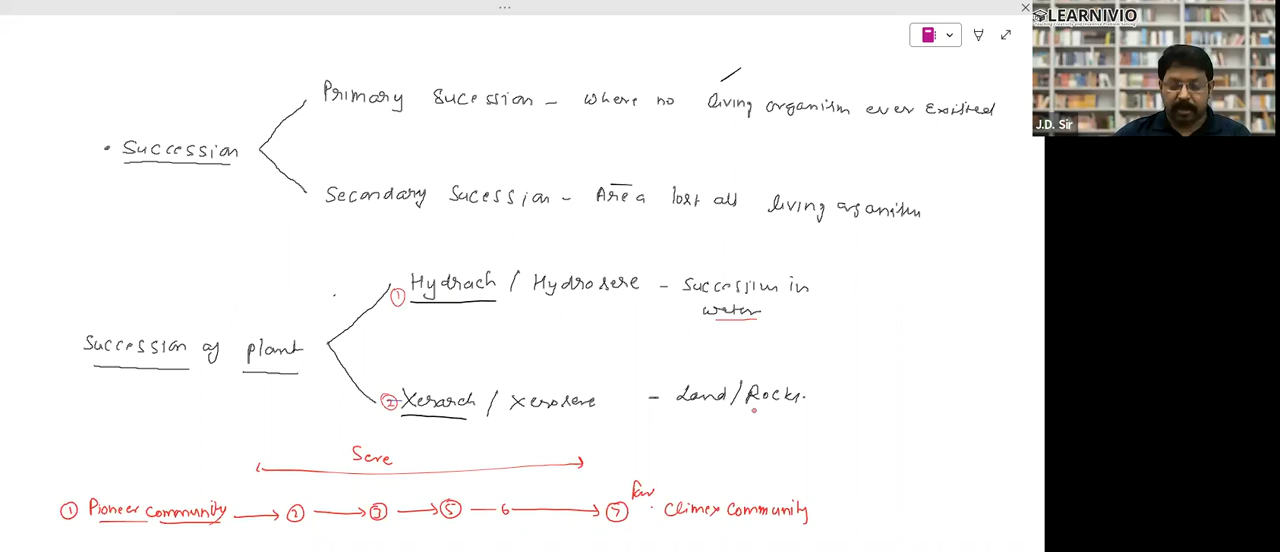 LEARNIVIO
J.D. Sir
Primary Sucession - where no living organism ever existed
• Succession
Secondary Sucession - Area lost all living organism
① Hydrach / Hydrosere - Succession in
water
Succession of plant
② Xerarch / Xerosere - Land/Rocks.
Sere
① Pioneer community → ② → ③ → ⑤ - 6 → ⑦ Climex community